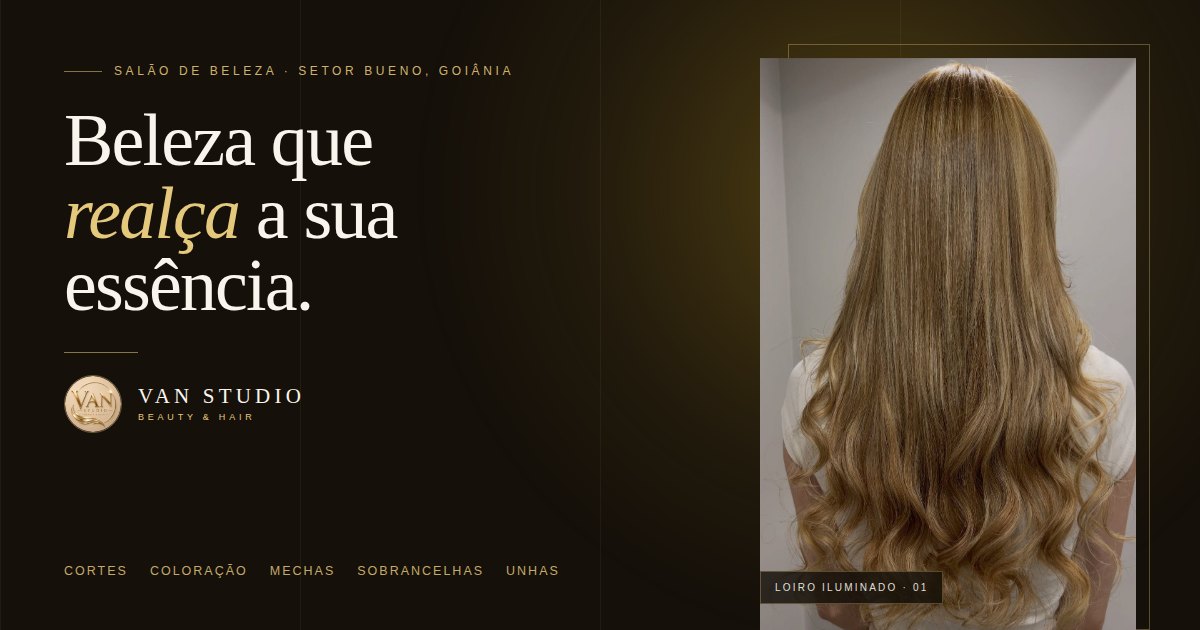 SALÃO DE BELEZA · SETOR BUENO, GOIÂNIA
Beleza que
realça a sua
essência.
VAN
STUDIO
VAN STUDIO
BEAUTY & HAIR
CORTES COLORAÇÃO MECHAS SOBRANCELHAS UNHAS
LOIRO ILUMINADO · 01